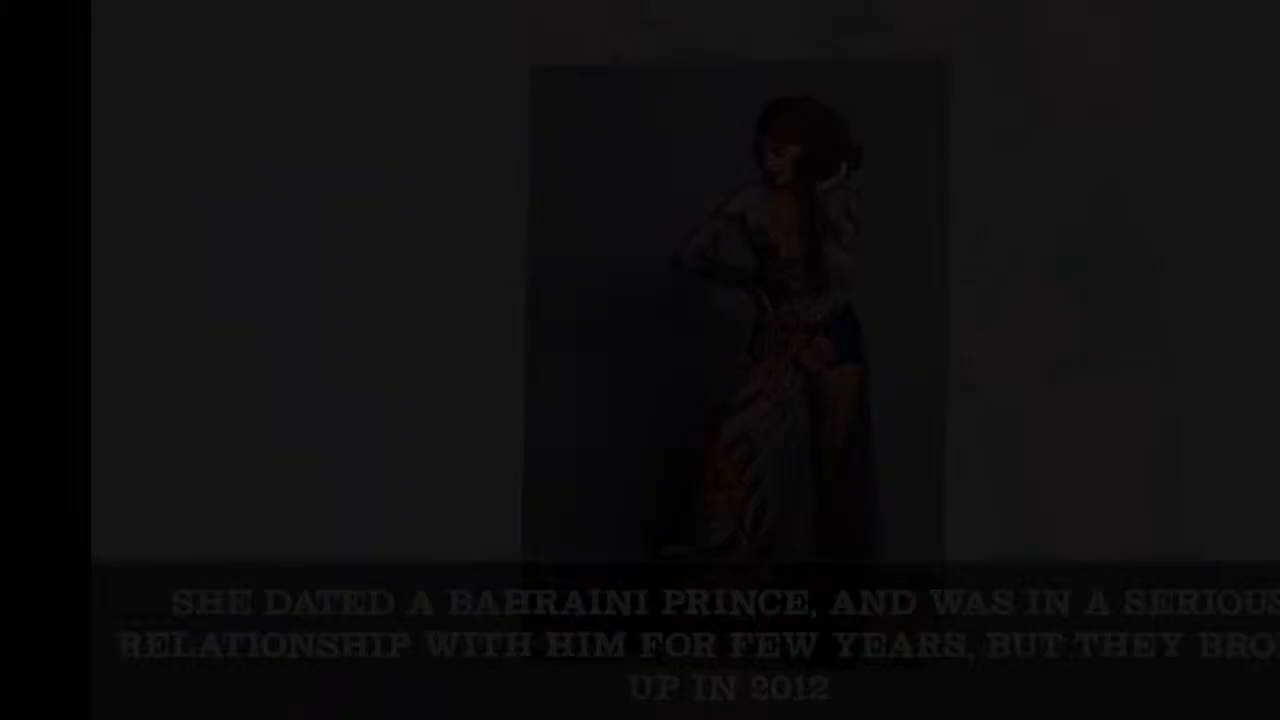 SHE DATED A BAHRAINI PRINCE, AND WAS IN A SERIOUS
RELATIONSHIP WITH HIM FOR FEW YEARS, BUT THEY BRO
UP IN 2012